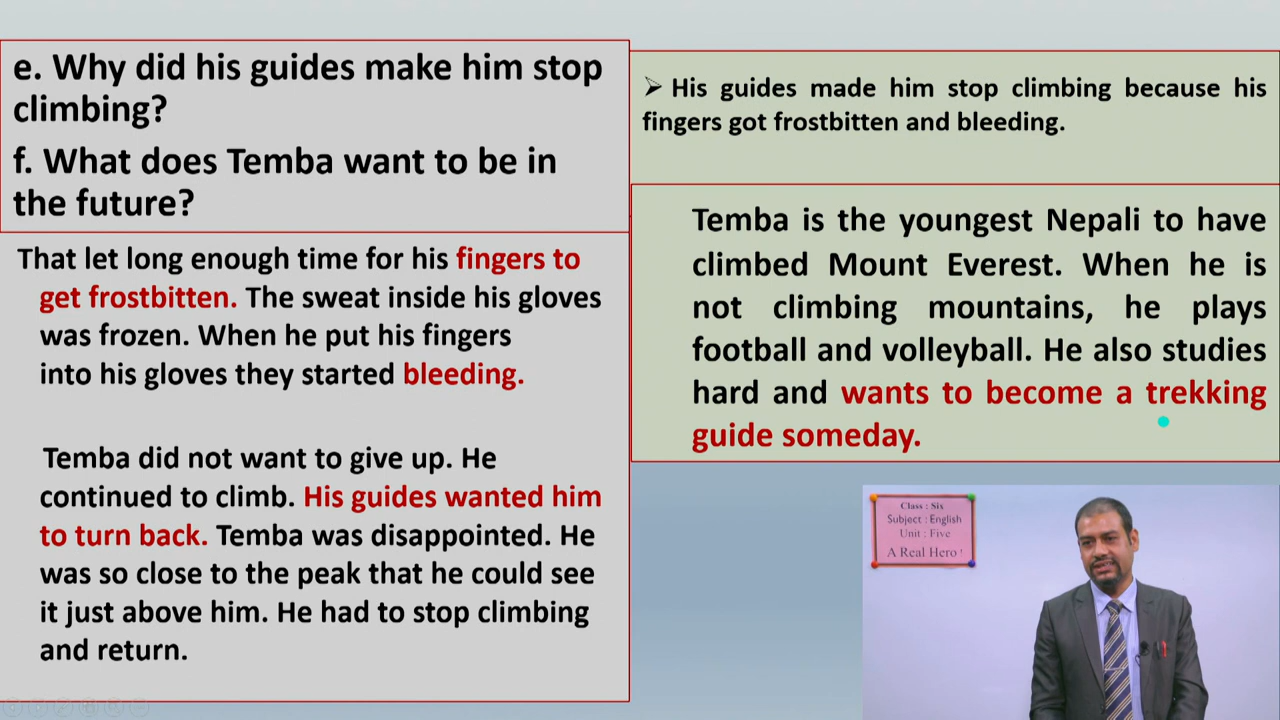 e. Why did his guides make him stop
climbing?
f. What does Temba want to be in
the future?
That let long enough time for his fingers to
get frostbitten. The sweat inside his gloves
was frozen. When he put his fingers
into his gloves they started bleeding.
Temba did not want to give up. He
continued to climb. His guides wanted him
to turn back. Temba was disappointed. He
was so close to the peak that he could see
it just above him. He had to stop climbing
and return.
➢ His guides made him stop climbing because his
fingers got frostbitten and bleeding.
Temba is the youngest Nepali to have
climbed Mount Everest. When he is
not climbing mountains, he plays
football and volleyball. He also studies
hard and wants to become a trekking
guide someday.
Class : Six
Subject : English
Unit : Five
A Real Hero !